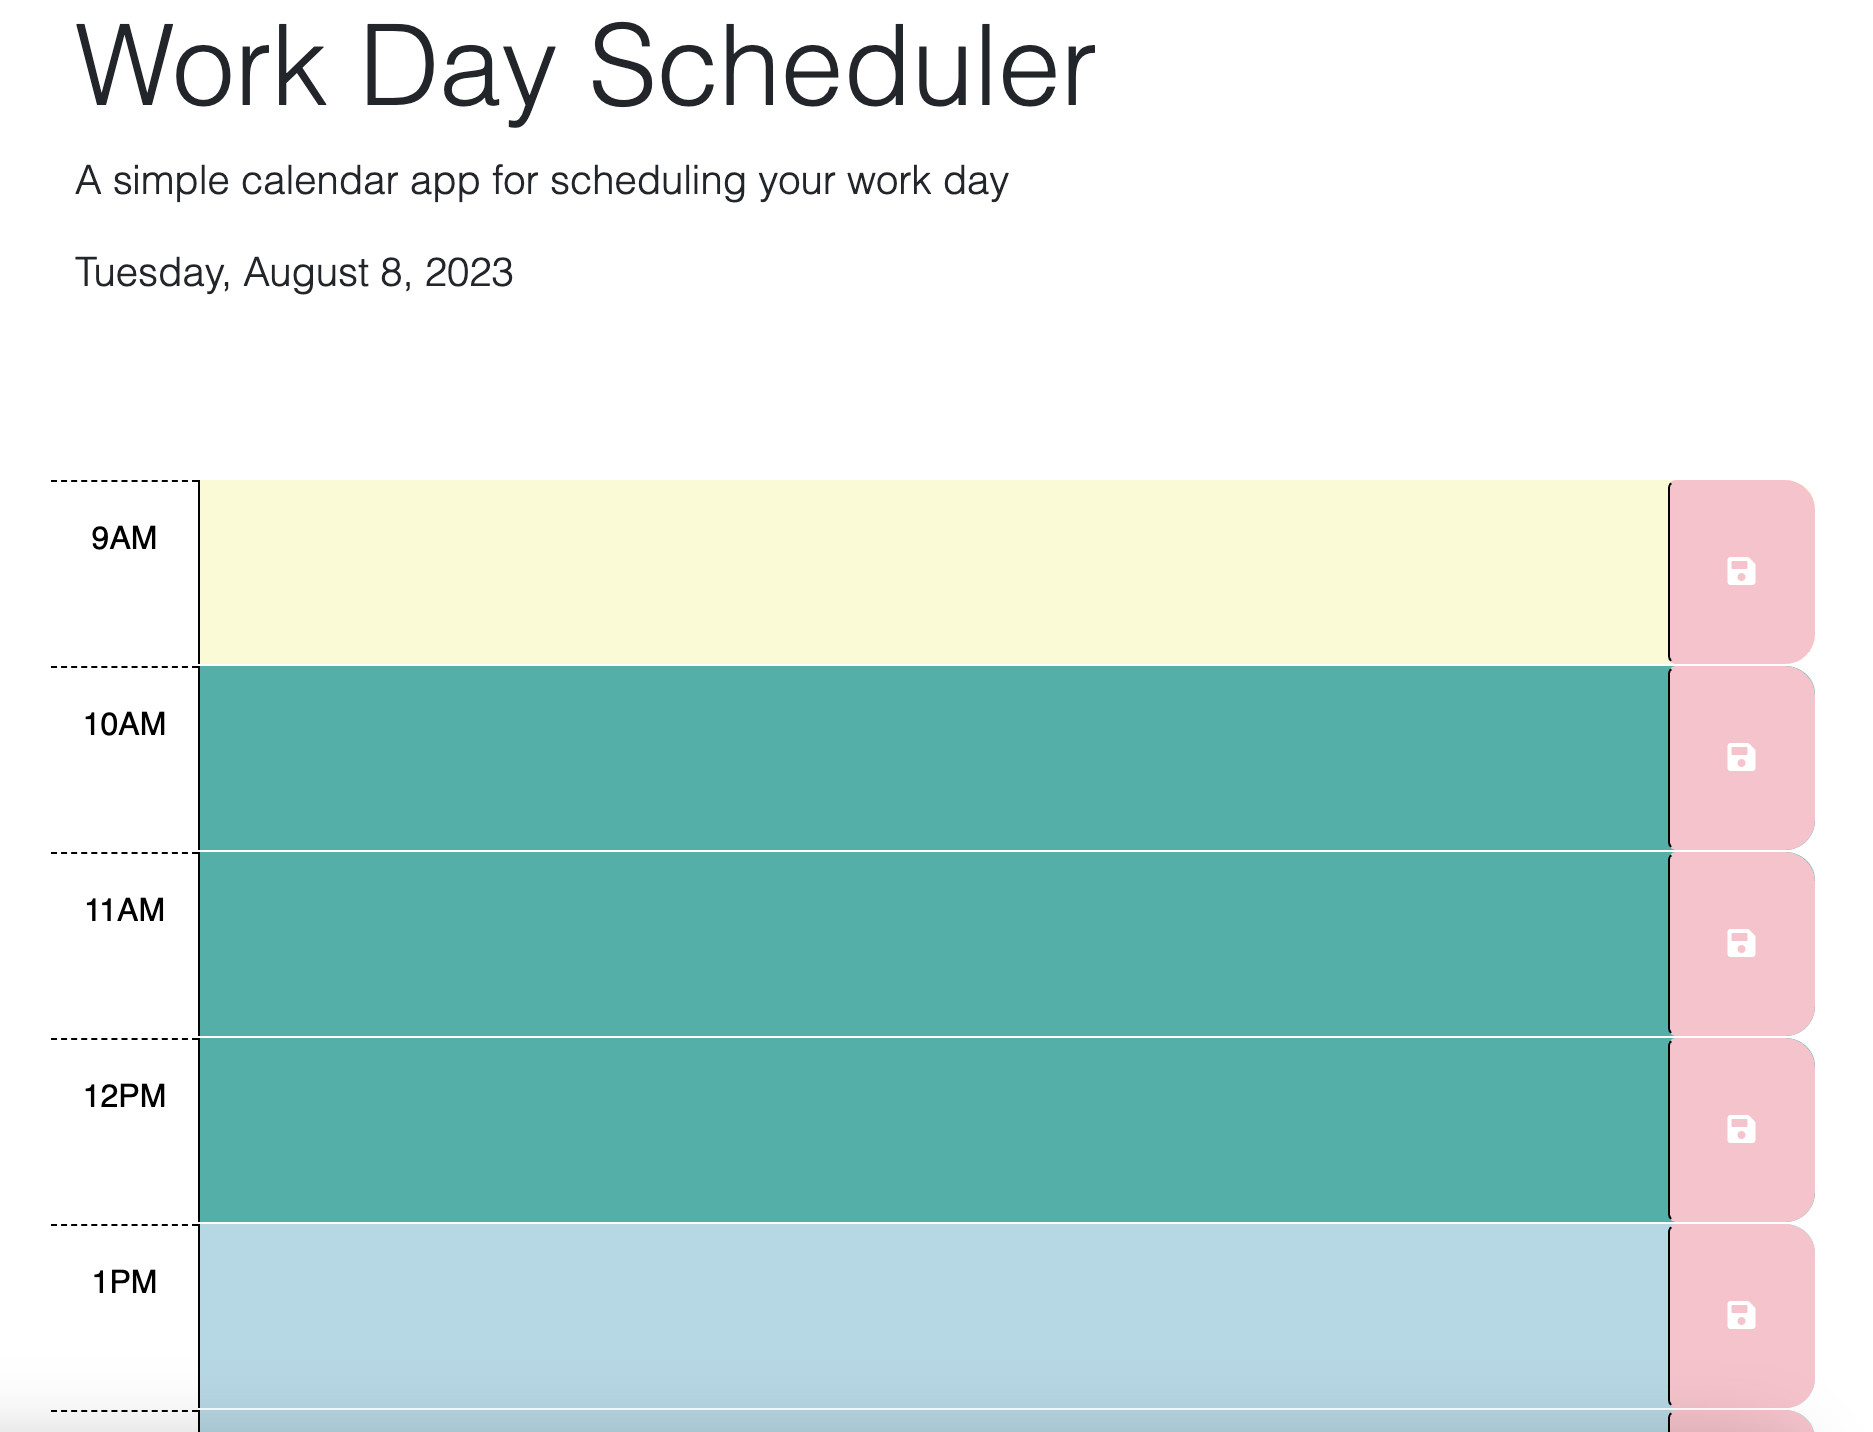 Work Day Scheduler
A simple calendar app for scheduling your work day
Tuesday, August 8, 2023
9AM
10AM
11AM
12PM
1PM